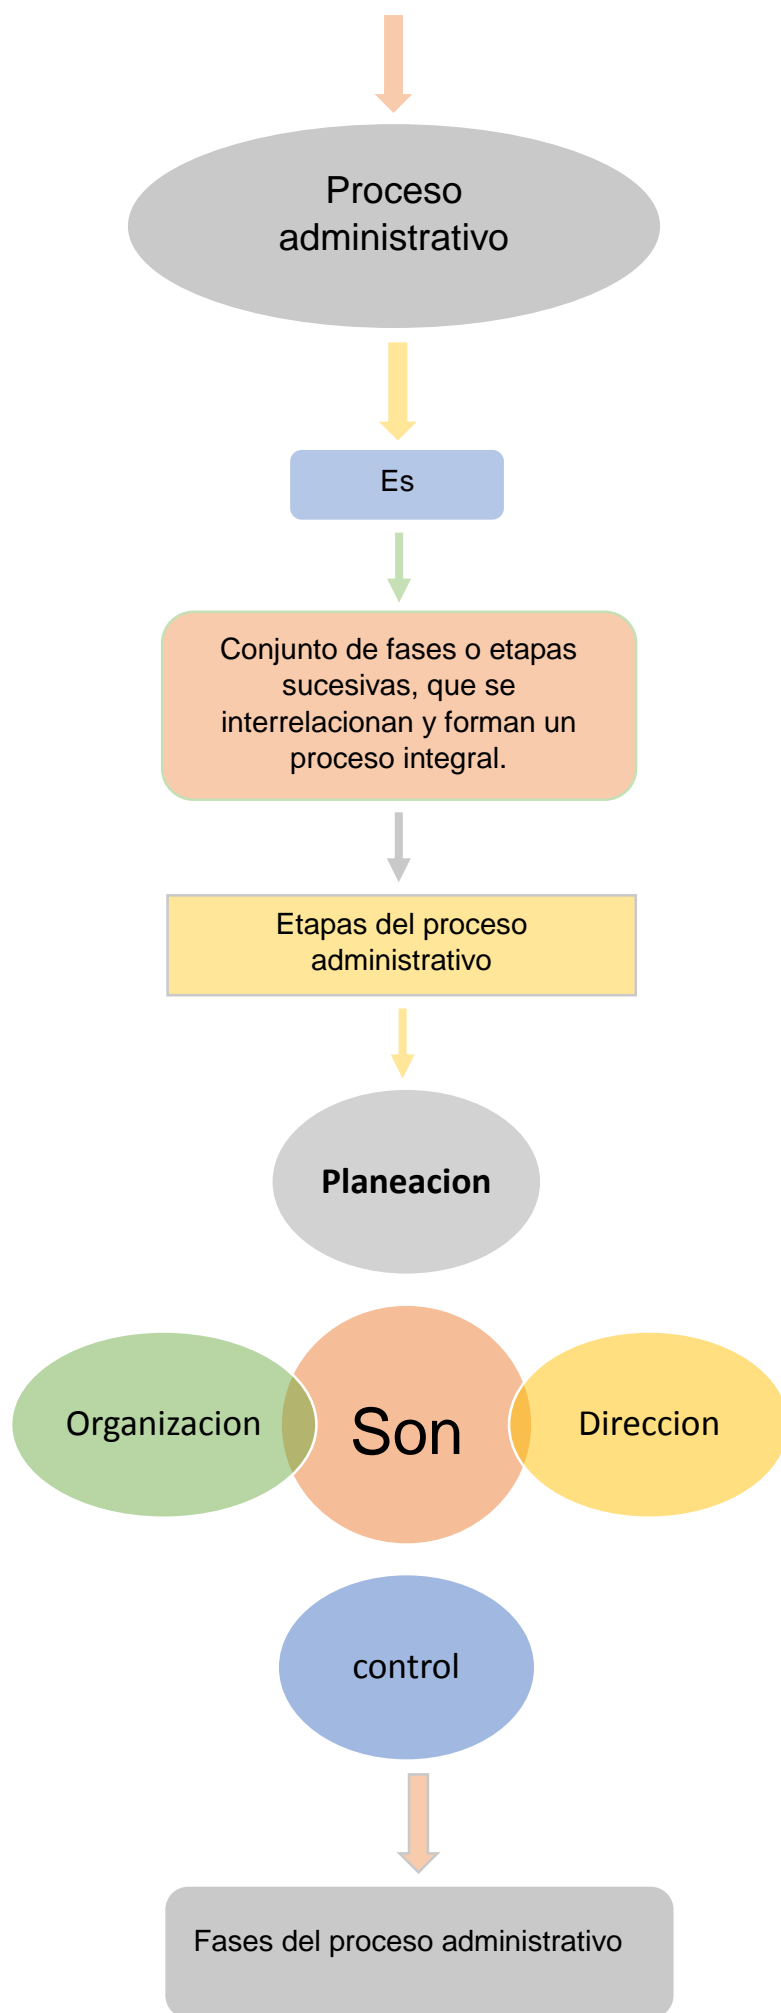 Proceso
administrativo
Es
Conjunto de fases o etapas
sucesivas, que se
interrelacionan y forman un
proceso integral.
Etapas del proceso
administrativo
Planeacion
Organizacion
Son
Direccion
control
Fases del proceso administrativo